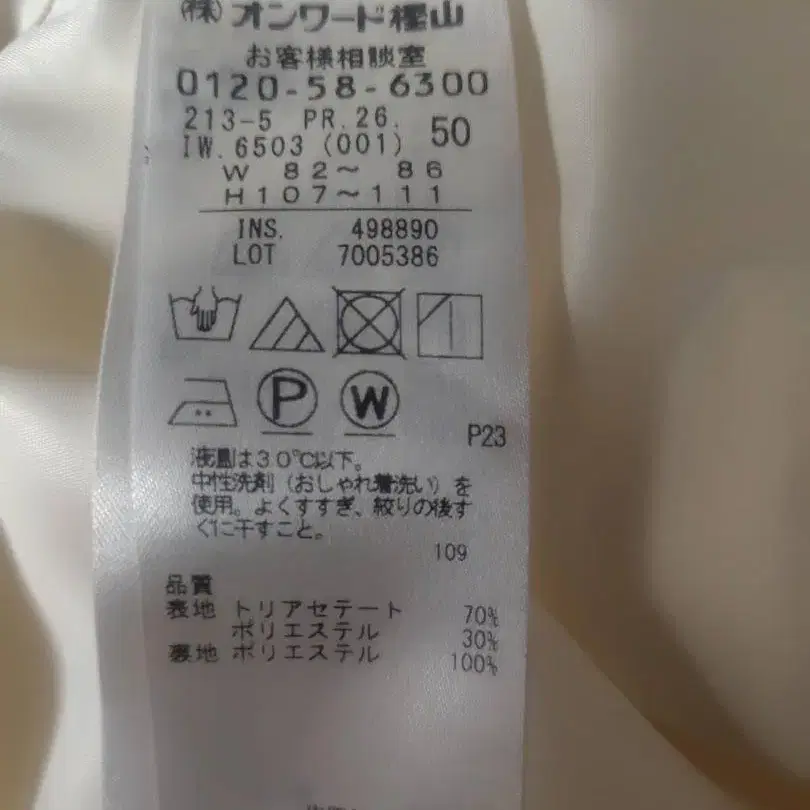 (株)オンワード樫山
お客様相談室
0120-58-6300
213-5 PR.26.
IW.6503 (001) 50
W 82～ 86
H107～111
INS. 498890
LOT 7005386
P
W
P23
液温は30℃以下。
中性洗剤（おしゃれ着洗い）を
使用。よくすすぎ、絞りの後す
ぐに干すこと。
109
品質
表地 トリアセテート 70%
ポリエステル 30%
裏地 ポリエステル 100%